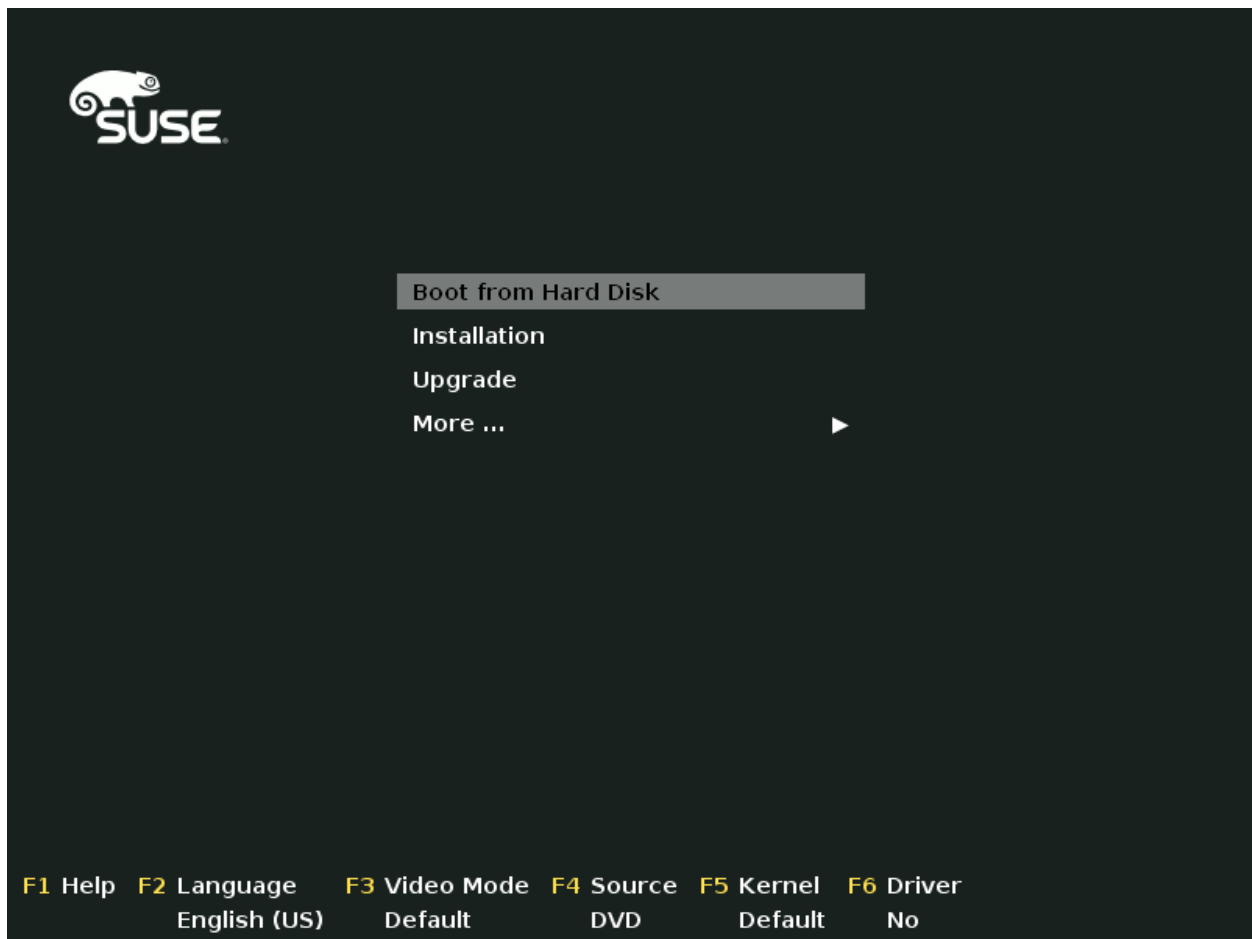 SUSE
Boot from Hard Disk
Installation
Upgrade
More ...
F1 Help F2 Language F3 Video Mode F4 Source F5 Kernel F6 Driver
English (US) Default DVD Default No